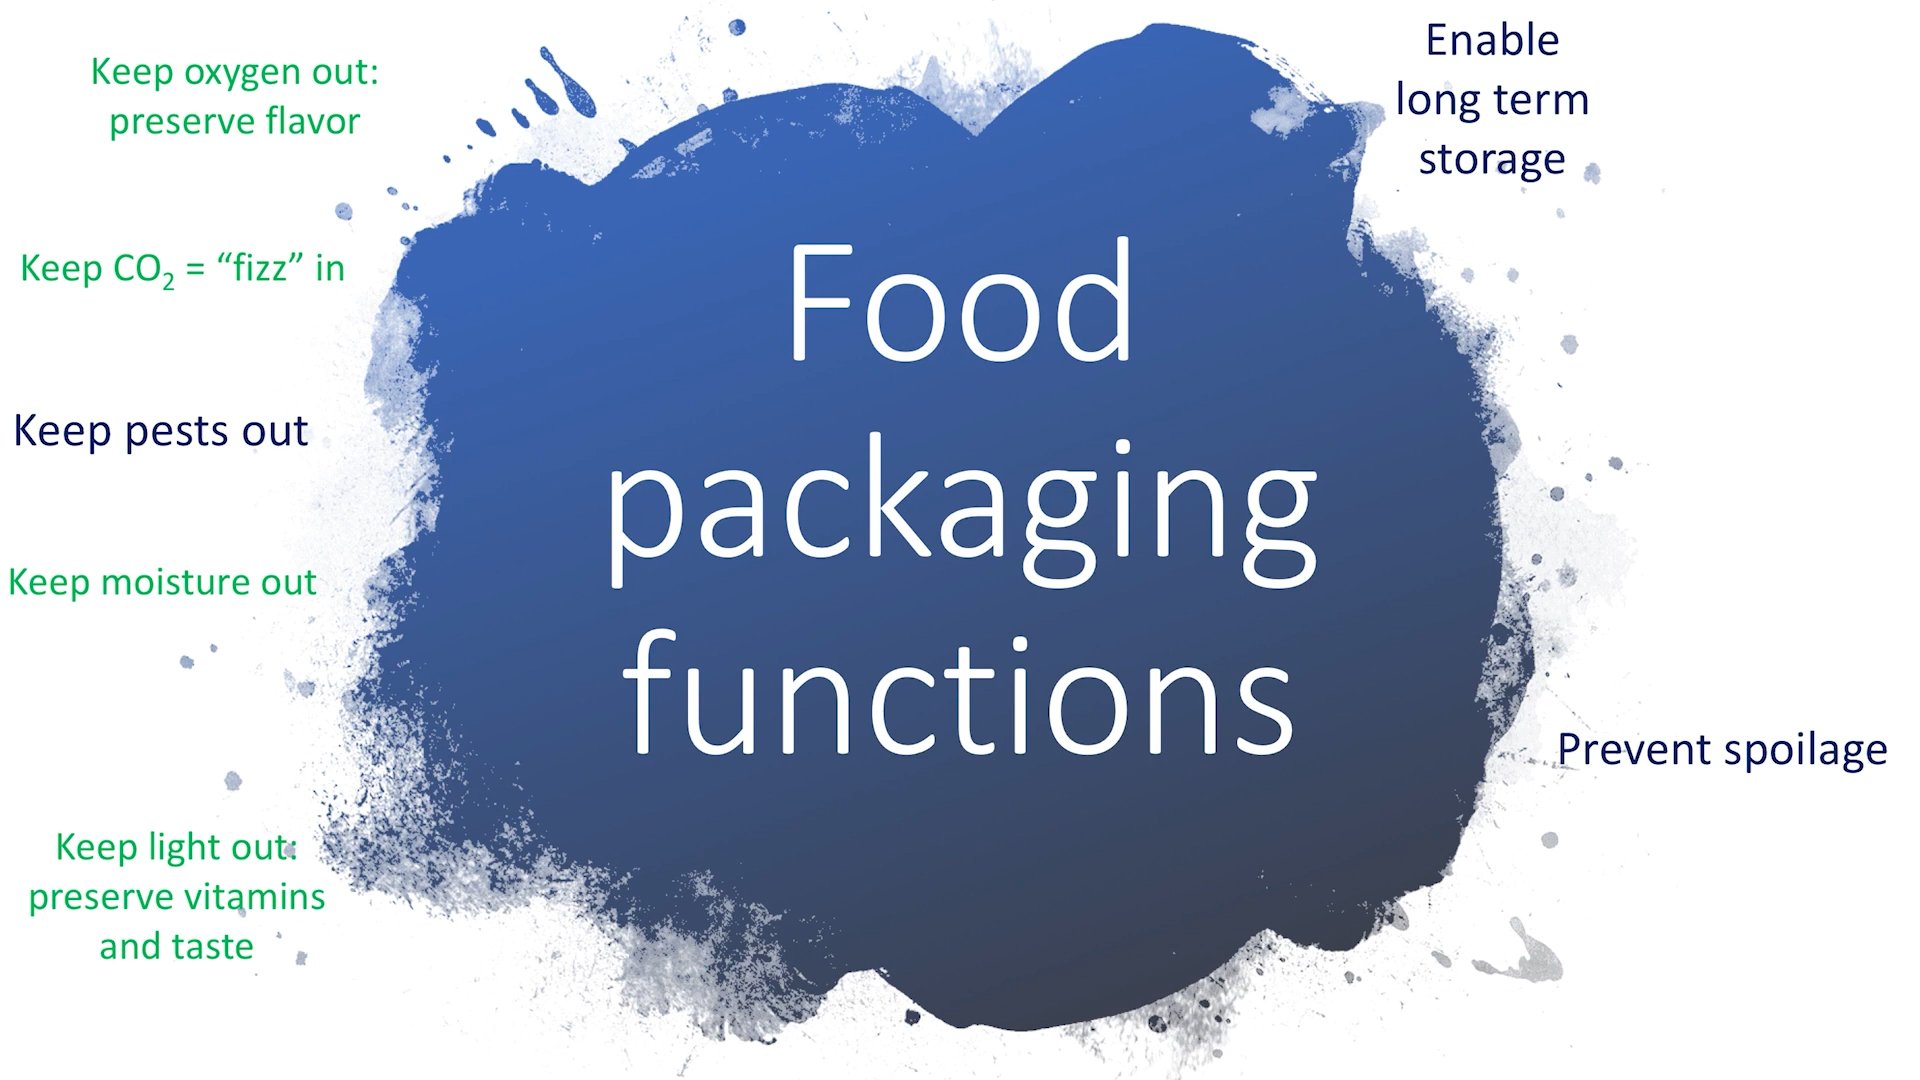 Keep oxygen out:
preserve flavor
Keep CO₂ = “fizz” in
Keep pests out
Keep moisture out
Keep light out:
preserve vitamins
and taste
Food
packaging
functions
Enable
long term
storage
Prevent spoilage